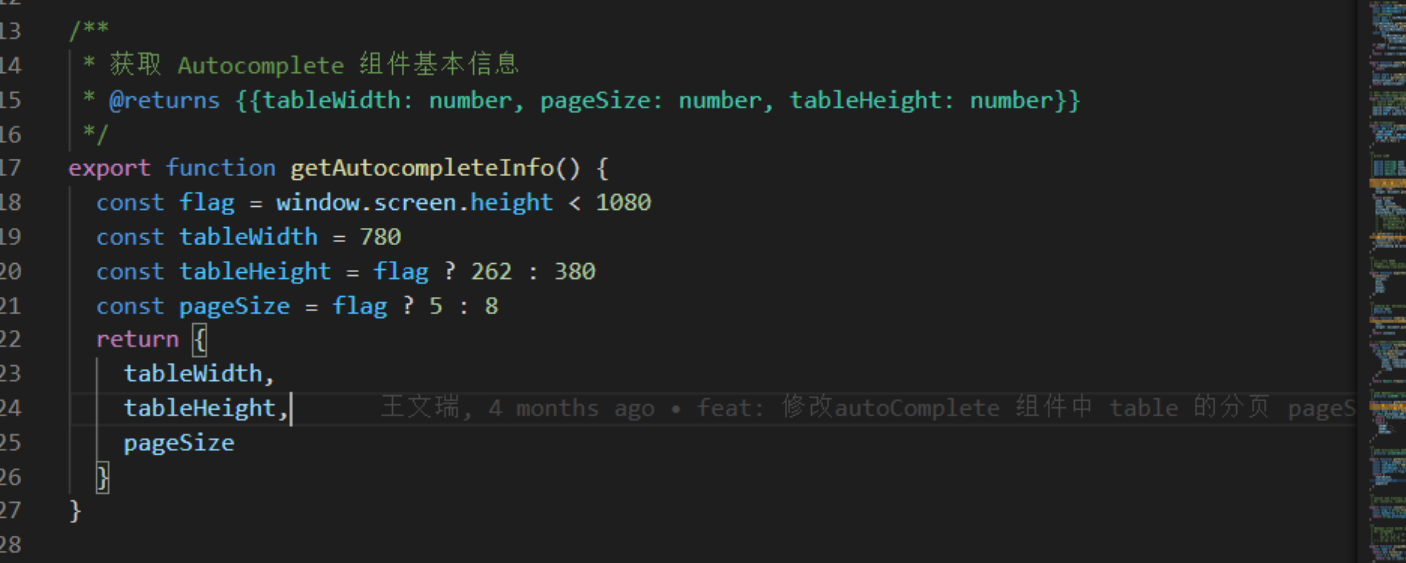 13 /**
14 * 获取 Autocomplete 组件基本信息
15 * @returns {{tableWidth: number, pageSize: number, tableHeight: number}}
16 */
17 export function getAutocompleteInfo() {
18 const flag = window.screen.height < 1080
19 const tableWidth = 780
20 const tableHeight = flag ? 262 : 380
21 const pageSize = flag ? 5 : 8
22 return {
23 tableWidth,
24 tableHeight, 王文瑞, 4 months ago • feat: 修改autoComplete 组件中 table 的分页 pageS
25 pageSize
26 }
27 }
28